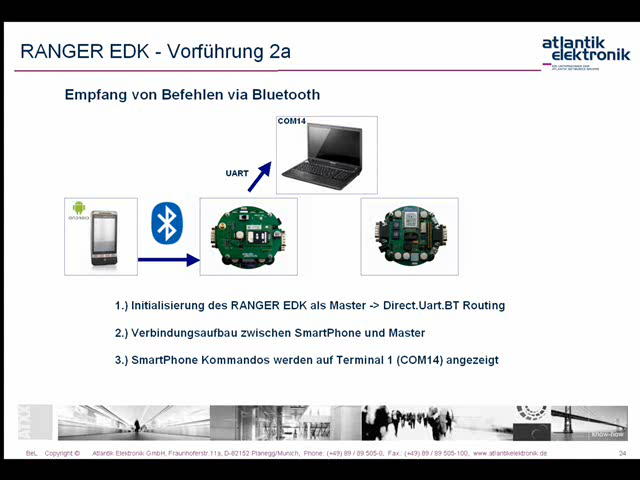 RANGER EDK - Vorführung 2a
atlantik
elektronik
Empfang von Befehlen via Bluetooth
COM14
UART
ANDROID
1.) Initialisierung des RANGER EDK als Master -> Direct.Uart.BT Routing
2.) Verbindungsaufbau zwischen SmartPhone und Master
3.) SmartPhone Kommandos werden auf Terminal 1 (COM14) angezeigt
know-how
BeL Copyright © Atlantik Elektronik GmbH, Fraunhoferstr.11a, D-82152 Planegg/Munich, Phone: (+49) 89 / 89 505-0, Fax.: (+49) 89 / 89 505-100, www.atlantikelektronik.de 24